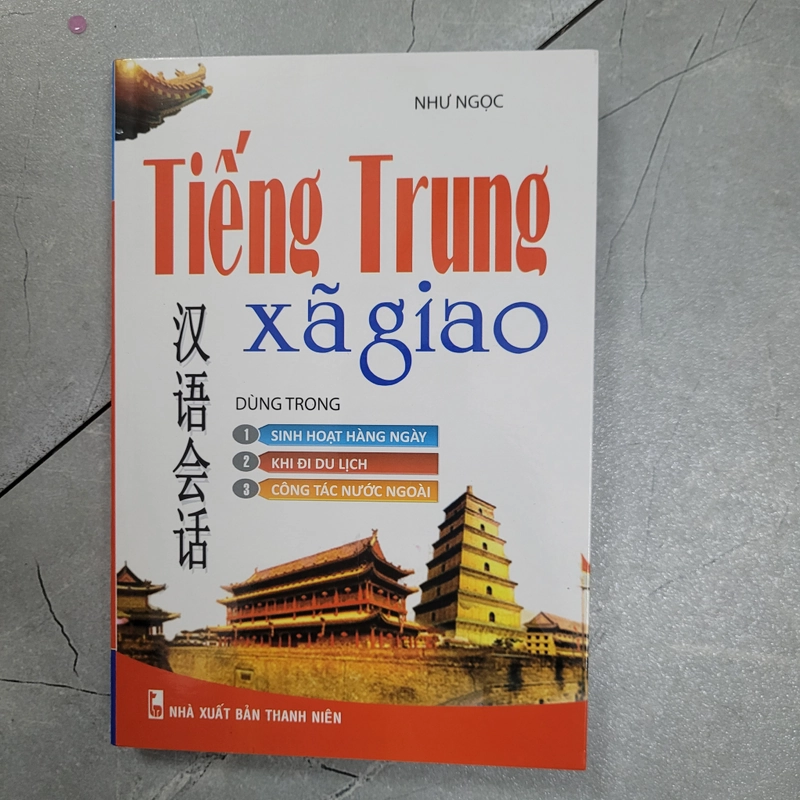 NHƯ NGỌC
Tiếng Trung
xã giao
汉语会话
DÙNG TRONG
1 SINH HOẠT HÀNG NGÀY
2 KHI ĐI DU LỊCH
3 CÔNG TÁC NƯỚC NGOÀI
NHÀ XUẤT BẢN THANH NIÊN